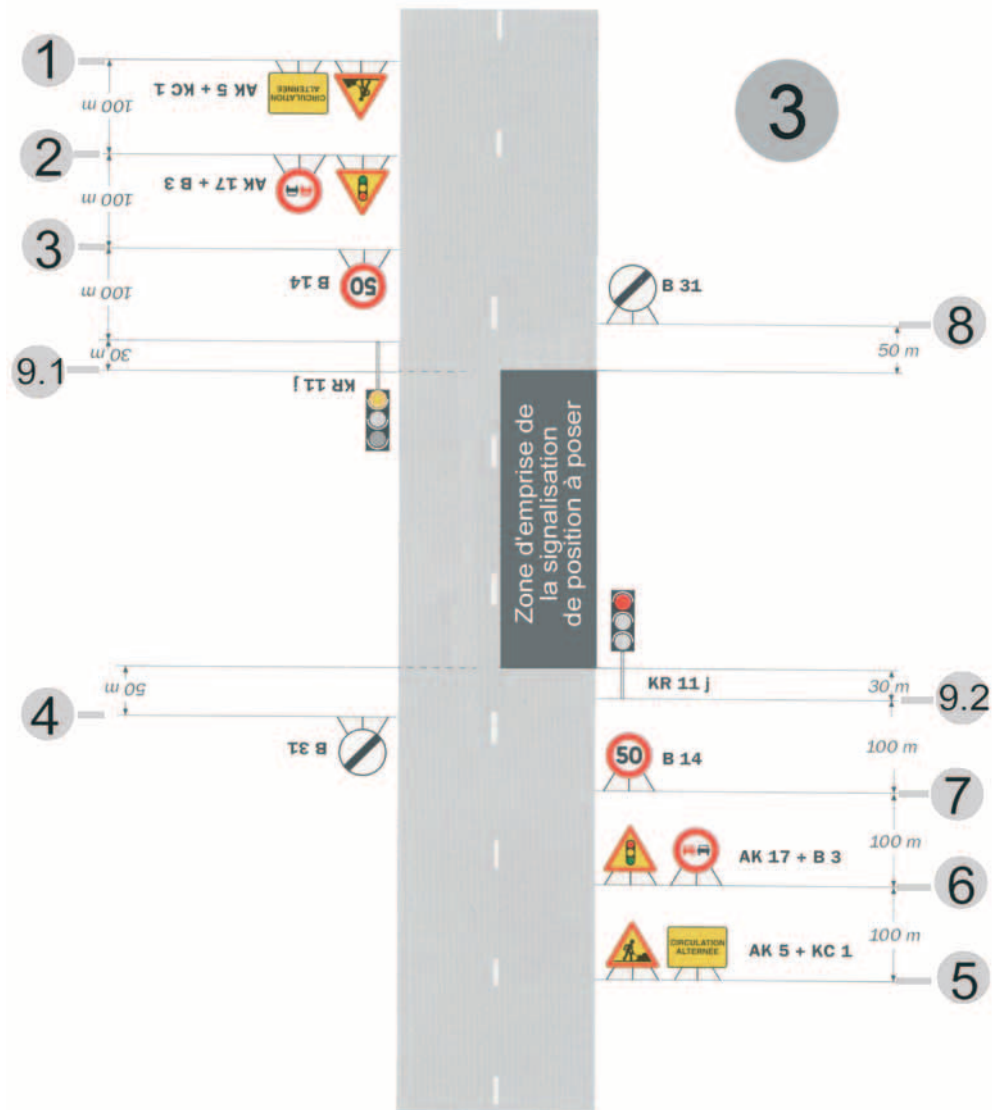 1
AK 5 + KC 1
CIRCULATION
ALTERNÉE
100 m
3
2
AK 17 + B 3
100 m
3
B 14
50
100 m
B 31
8
50 m
30 m
9.1
KR 11 j
Zone d'emprise de
la signalisation
de position à poser
50 m
4
B 31
KR 11 j
30 m
9.2
50
B 14
100 m
7
AK 17 + B 3
100 m
6
CIRCULATION
ALTERNÉE
AK 5 + KC 1
100 m
5